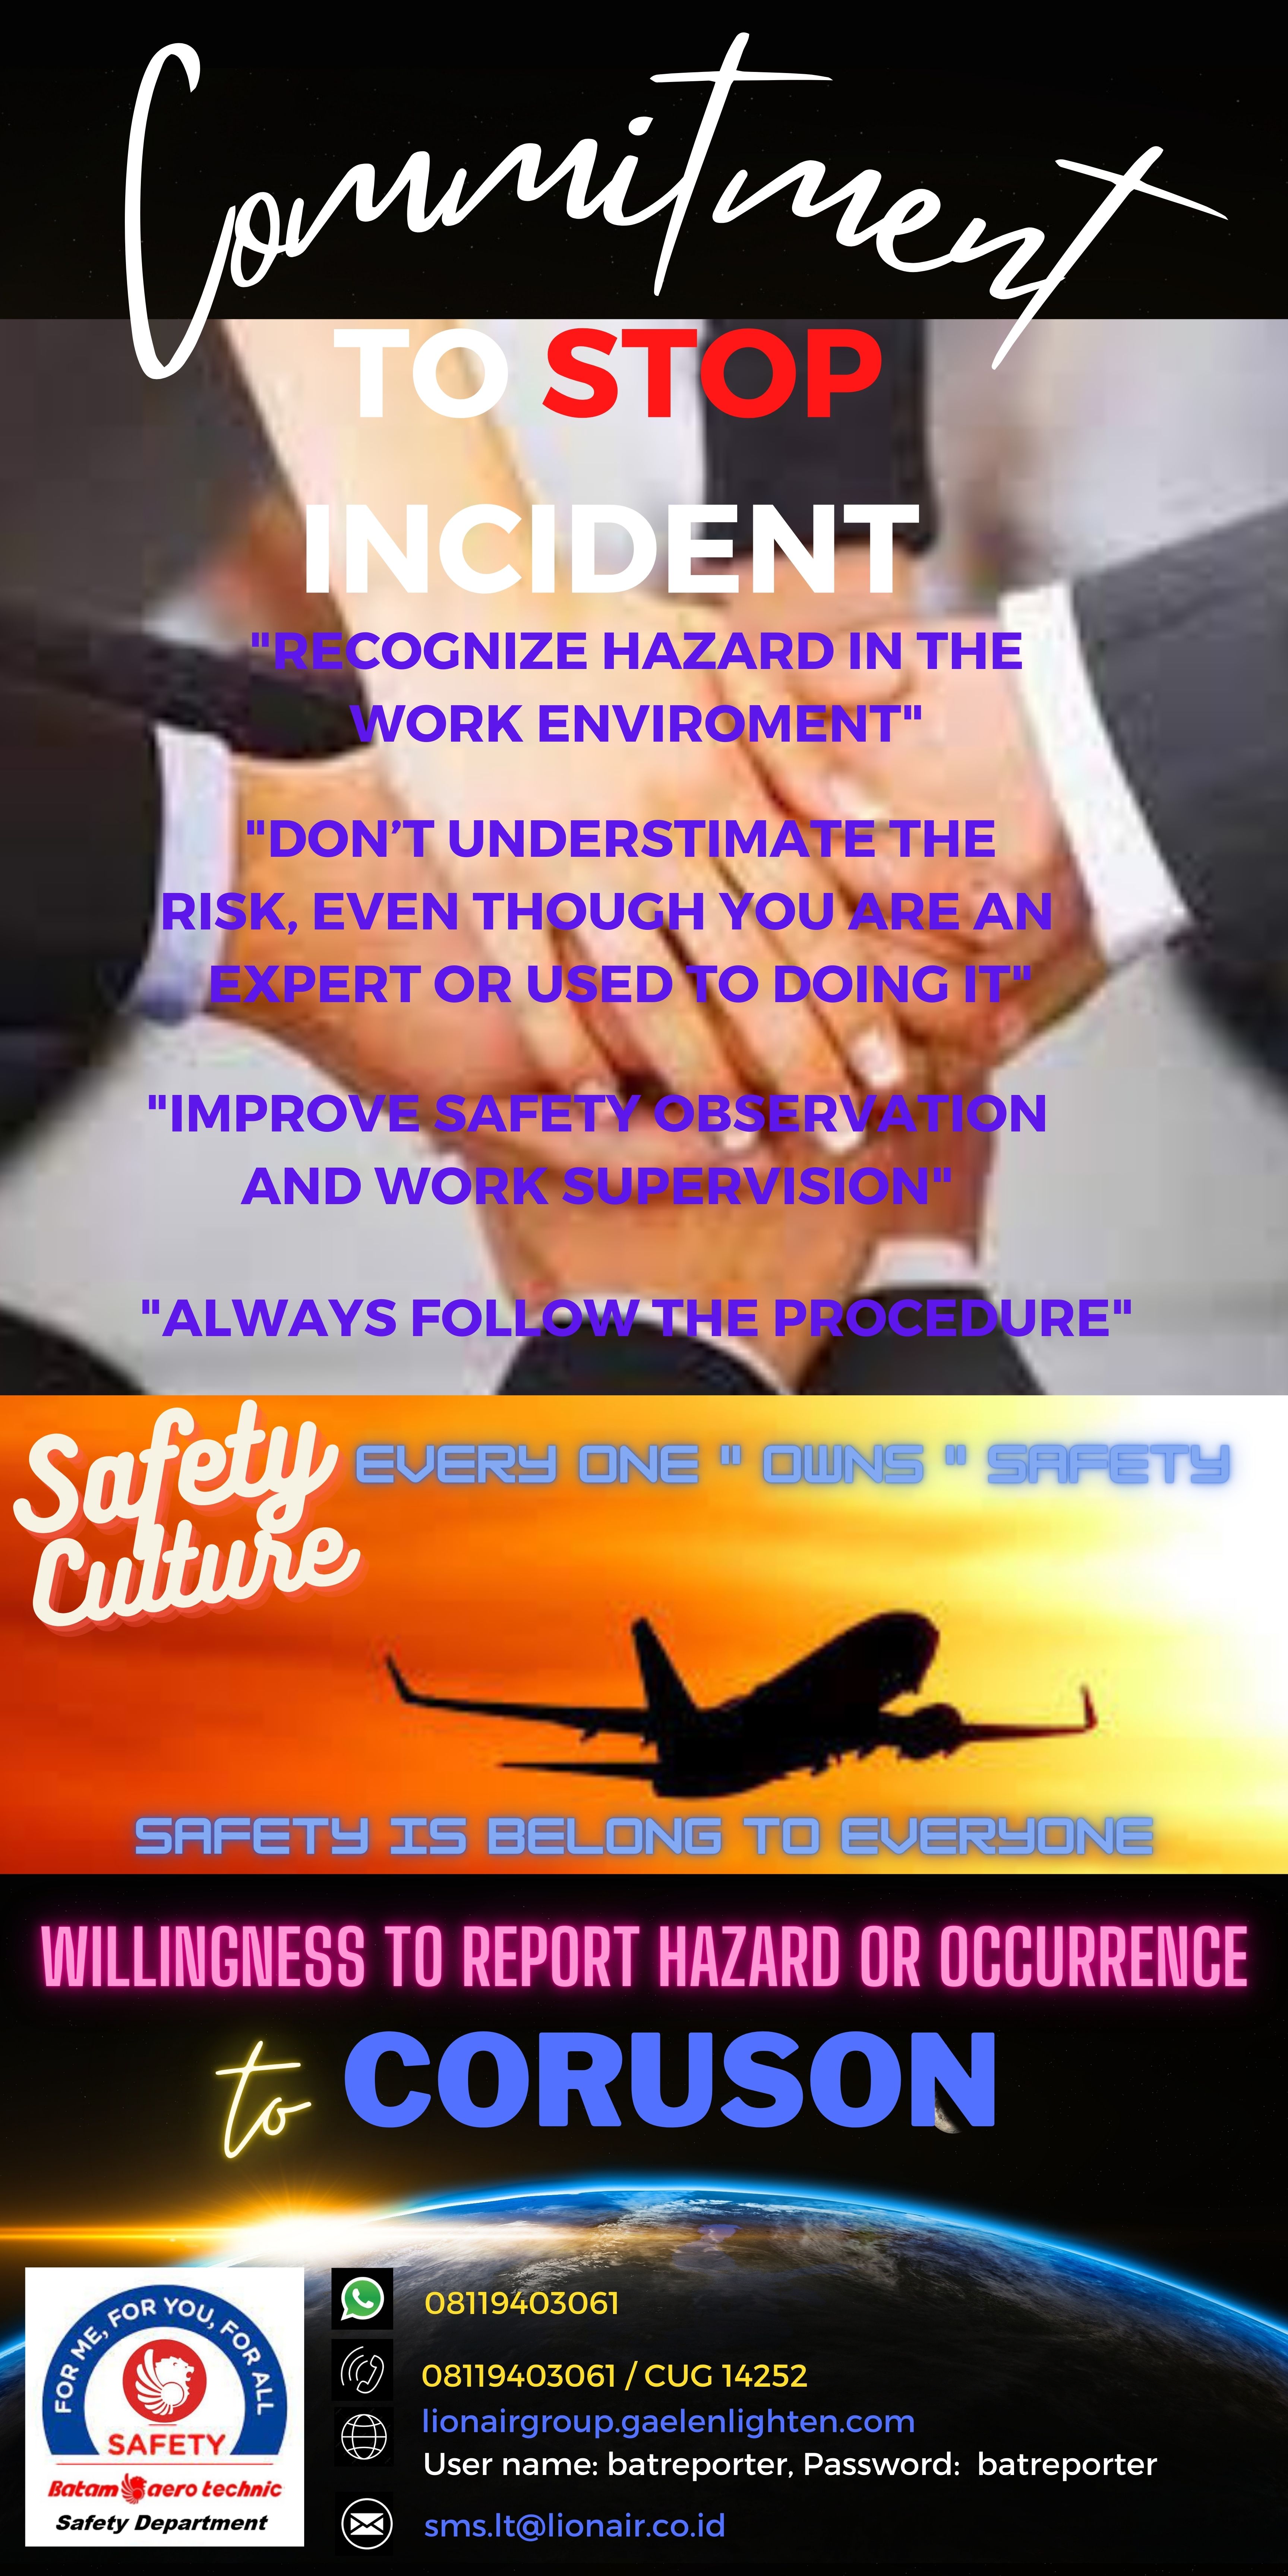 Commitment
TO STOP
INCIDENT
"RECOGNIZE HAZARD IN THE
WORK ENVIROMENT"
"DON’T UNDERSTIMATE THE
RISK, EVEN THOUGH YOU ARE AN
EXPERT OR USED TO DOING IT"
"IMPROVE SAFETY OBSERVATION
AND WORK SUPERVISION"
"ALWAYS FOLLOW THE PROCEDURE"
Safety
Culture
EVERY ONE " OWNS " SAFETY
SAFETY IS BELONG TO EVERYONE
WILLINGNESS TO REPORT HAZARD OR OCCURRENCE
to CORUSON
FOR ME, FOR YOU, FOR ALL
SAFETY
Batam aero technic
Safety Department
08119403061
08119403061 / CUG 14252
lionairgroup.gaelenlighten.com
User name: batreporter, Password:  batreporter
sms.lt@lionair.co.id